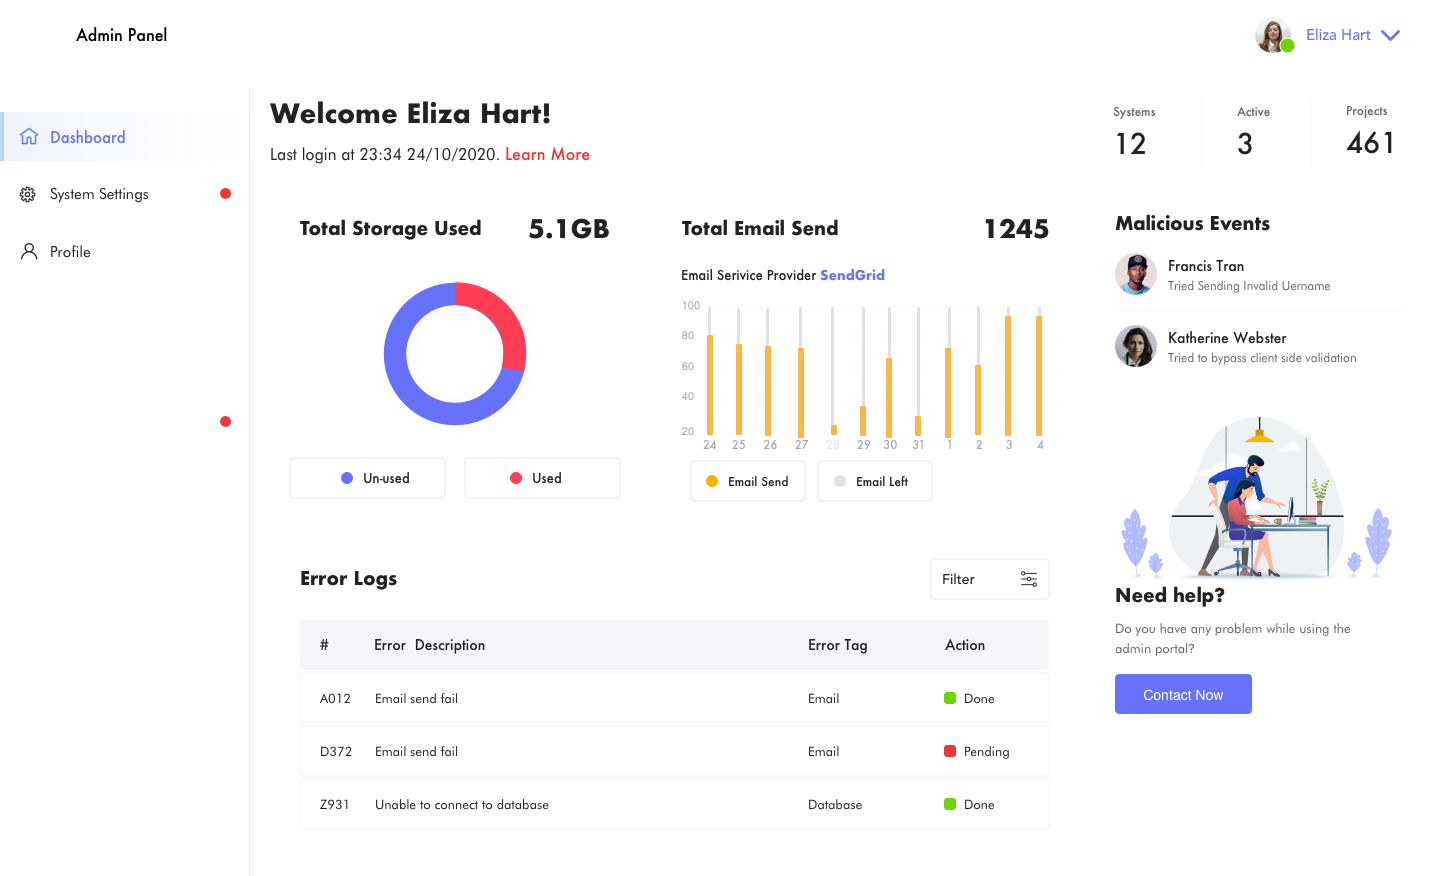 Admin Panel
Eliza Hart
Dashboard
System Settings
Profile
Welcome Eliza Hart!
Last login at 23:34 24/10/2020. Learn More
Systems
12
Active
3
Projects
461
Total Storage Used 5.1GB
Un-used
Used
Total Email Send 1245
Email Serivice Provider SendGrid
100
80
60
40
20
24 25 26 27 28 29 30 31 1 2 3 4
Email Send
Email Left
Malicious Events
Francis Tran
Tried Sending Invalid Uername
Katherine Webster
Tried to bypass client side validation
Need help?
Do you have any problem while using the
admin portal?
Contact Now
Error Logs
Filter
# Error Description Error Tag Action
A012 Email send fail Email Done
D372 Email send fail Email Pending
Z931 Unable to connect to database Database Done